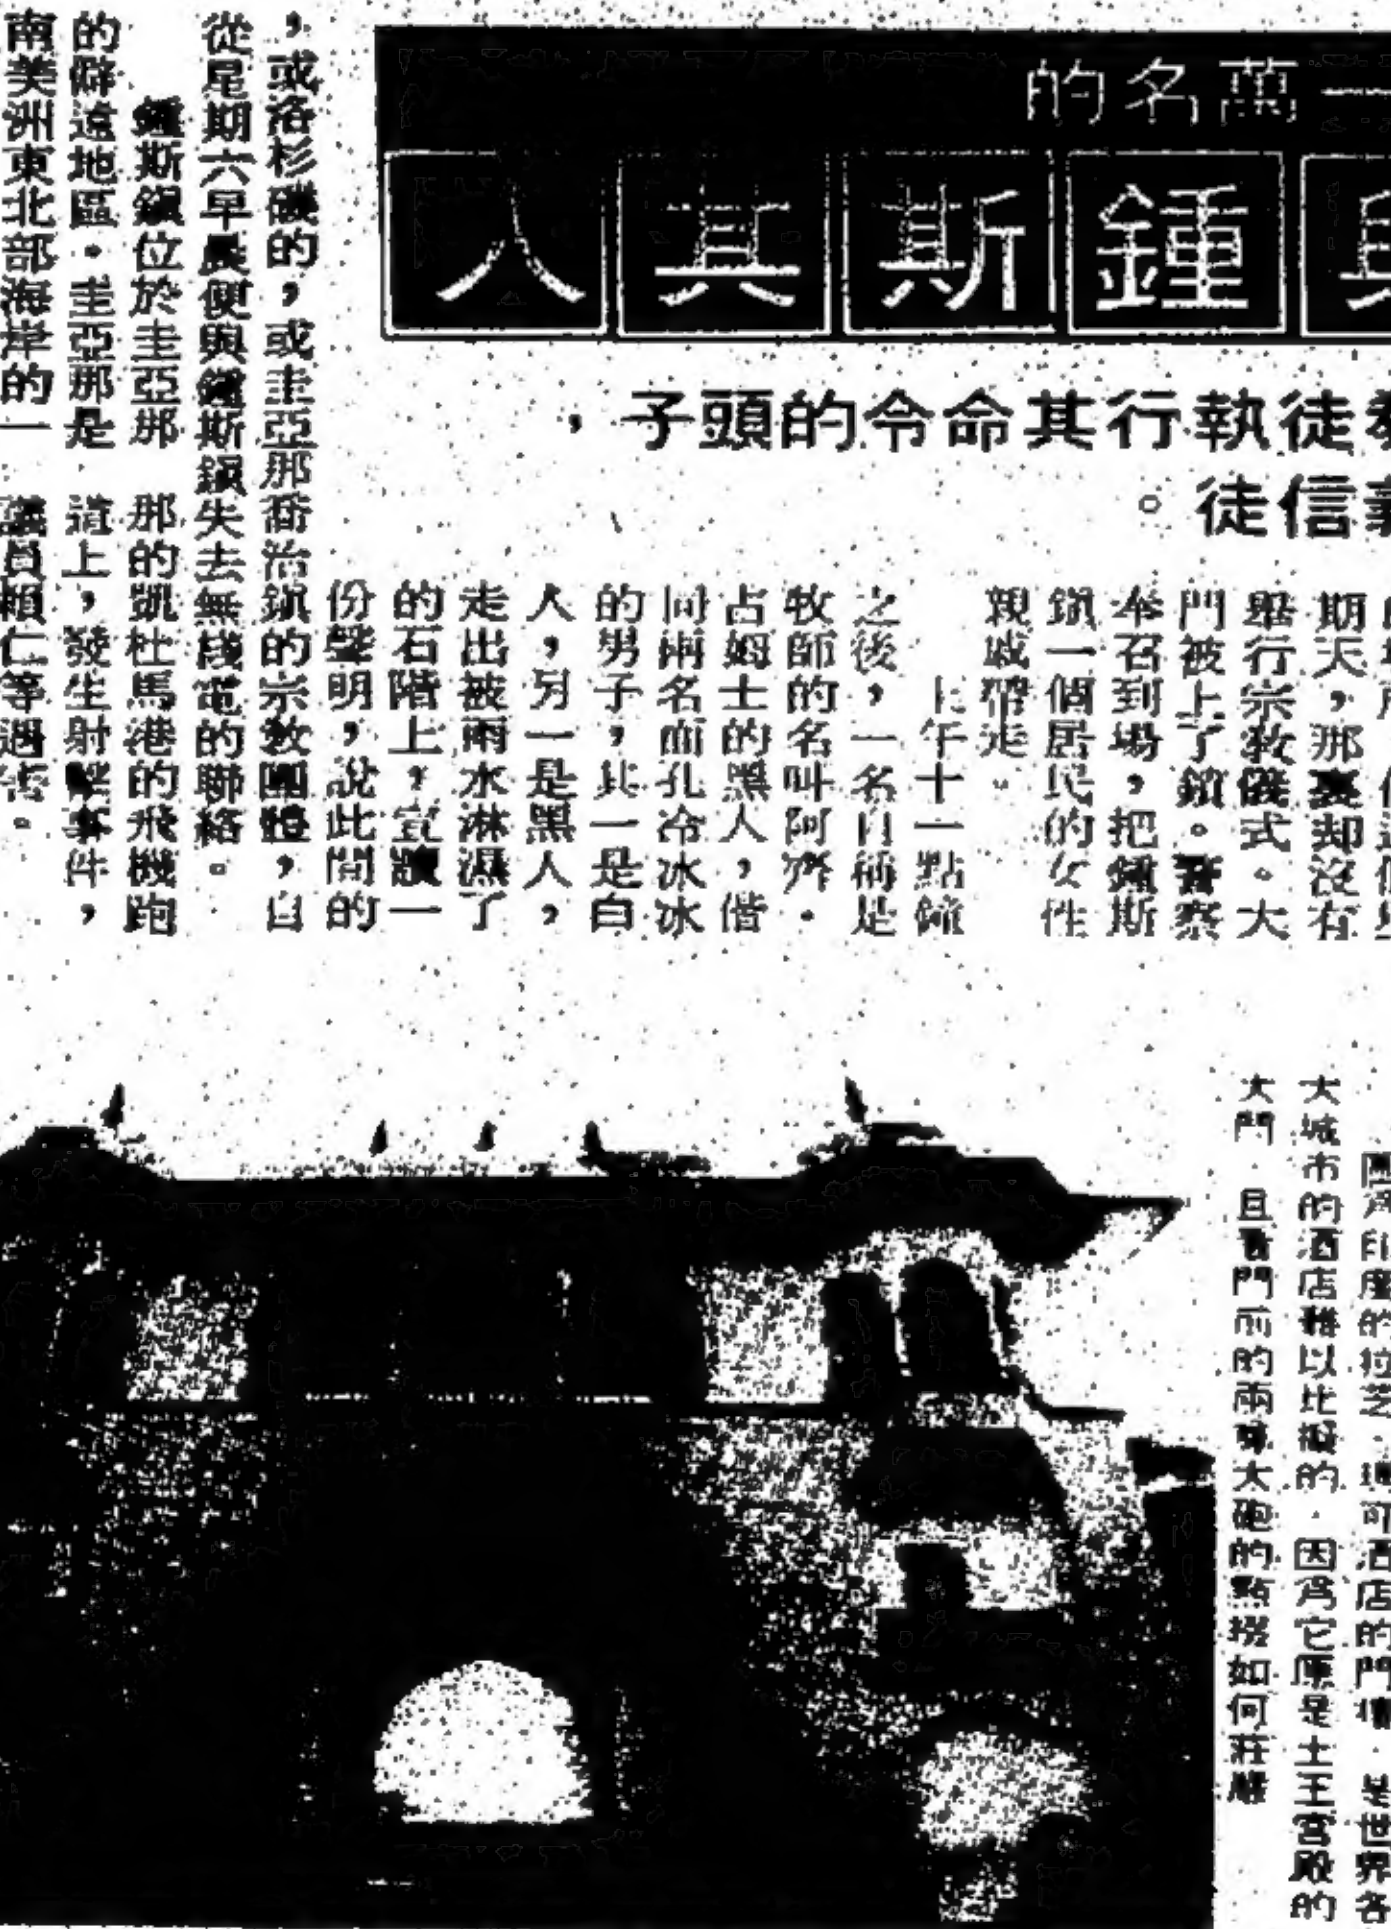 一萬名的
鍾斯其人
徒執行其命令的頭子，
信徒。
期天，那裏却沒有
舉行宗教儀式。大
門被上了鎖。警察
奉召到場，把鍾斯
鎮一個居民的女性
親戚帶走。
上午十一點鐘
之後，一名自稱是
牧師的名叫阿齊·
占姆士的黑人，偕
同兩名面孔冷冰冰
的男子，其一是白
人，另一是黑人，
走出被雨水淋濕了
的石階上，宣讀一
份聲明，說此間的
，或洛杉磯的，或圭亞那喬治鎮的宗教團體，自
從星期六早晨便與鍾斯鎮失去無綫電的聯絡。
鍾斯鎮位於圭亞那
的僻遠地區。圭亞那是
南美洲東北部海岸的一
那的凱杜馬港的飛機跑
道上，發生射擊事件，
議員賴仁等遇害。
圖為印度的拉芝酒店的門 是世界各
大城市的酒店難以比擬的 因為它原是土王宮殿的
大門 且看門前的兩 大砲的點綴如何莊嚴